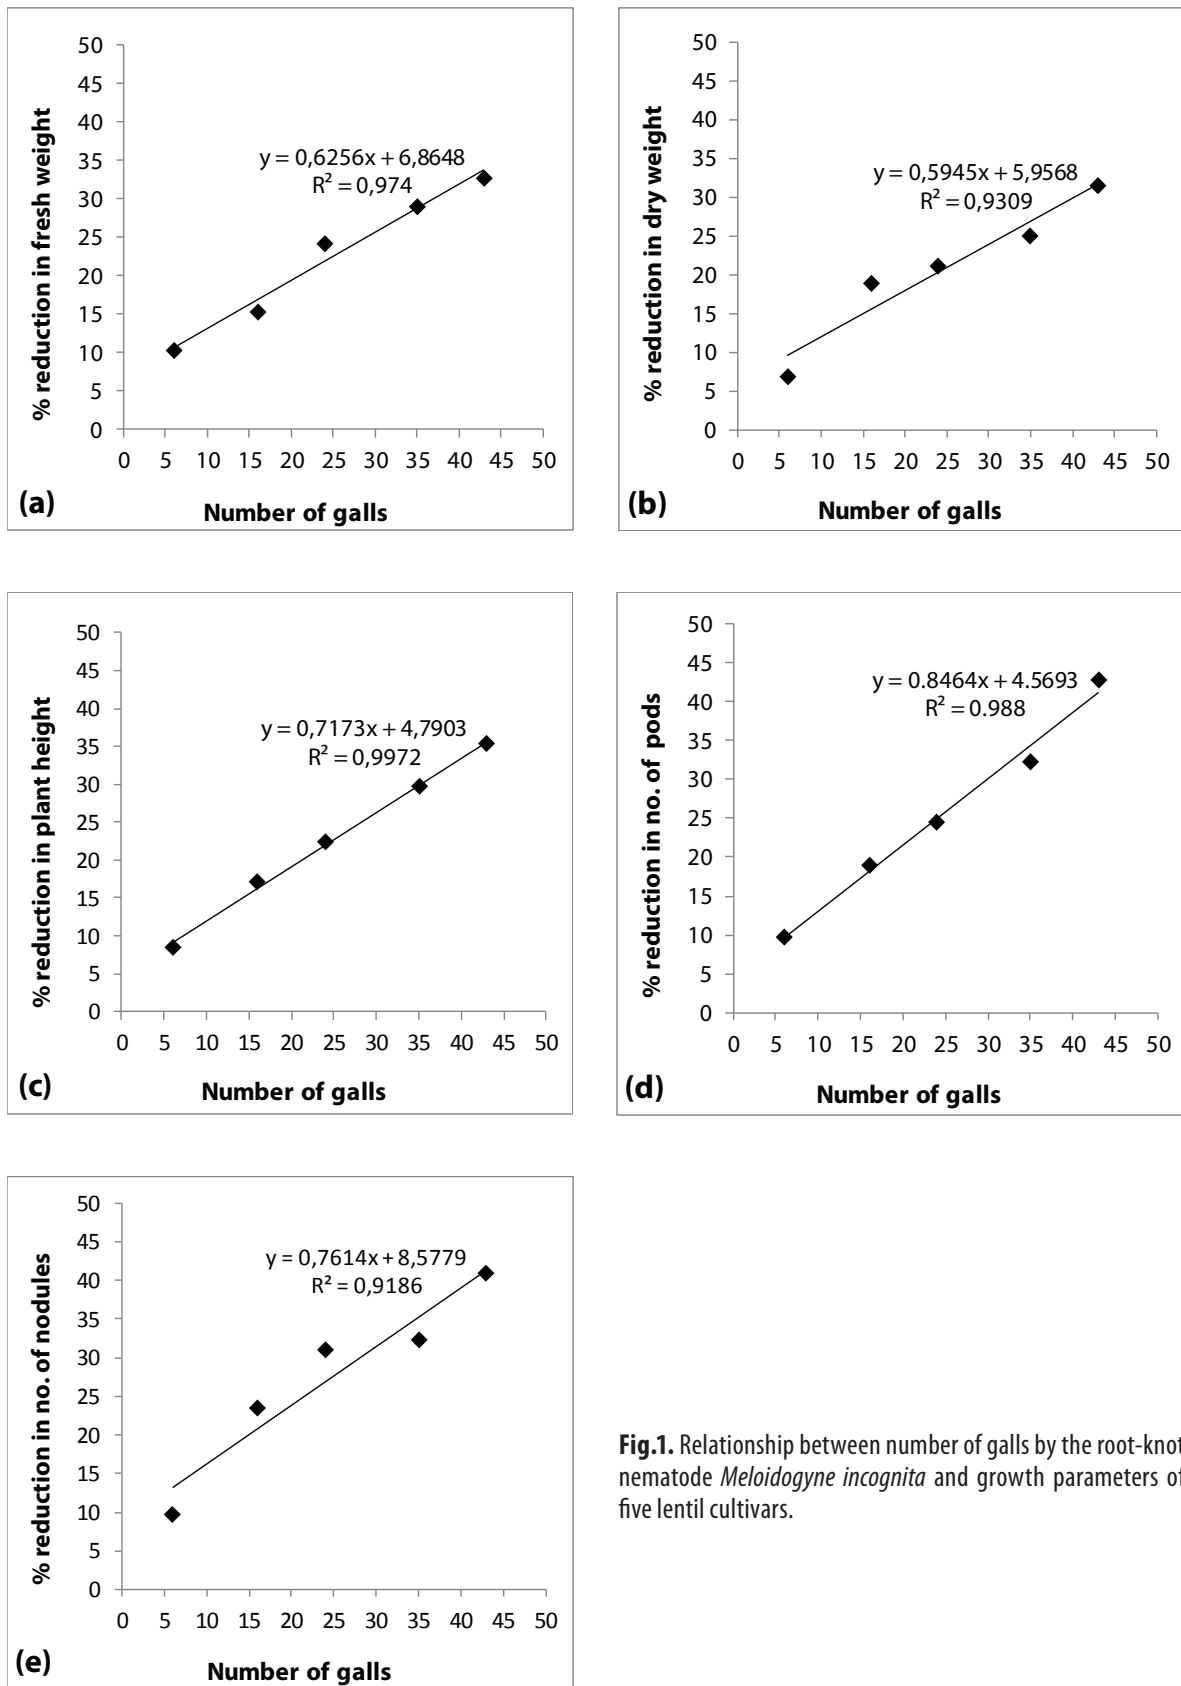 50
45
40
35
30
25
20
15
10
5
0
% reduction in fresh weight
y = 0,6256x + 6,8648
R² = 0,974
0 5 10 15 20 25 30 35 40 45 50
(a)
Number of galls
50
45
40
35
30
25
20
15
10
5
0
% reduction in dry weight
y = 0,5945x + 5,9568
R² = 0,9309
0 5 10 15 20 25 30 35 40 45 50
(b)
Number of galls
50
45
40
35
30
25
20
15
10
5
0
% reduction in plant height
y = 0,7173x + 4,7903
R² = 0,9972
0 5 10 15 20 25 30 35 40 45 50
(c)
Number of galls
50
45
40
35
30
25
20
15
10
5
0
% reduction in no. of pods
y = 0.8464x + 4.5693
R² = 0.988
0 5 10 15 20 25 30 35 40 45 50
(d)
Number of galls
50
45
40
35
30
25
20
15
10
5
0
% reduction in no. of nodules
y = 0,7614x + 8,5779
R² = 0,9186
0 5 10 15 20 25 30 35 40 45 50
(e)
Number of galls
Fig.1. Relationship between number of galls by the root-knot
nematode Meloidogyne incognita and growth parameters of
five lentil cultivars.